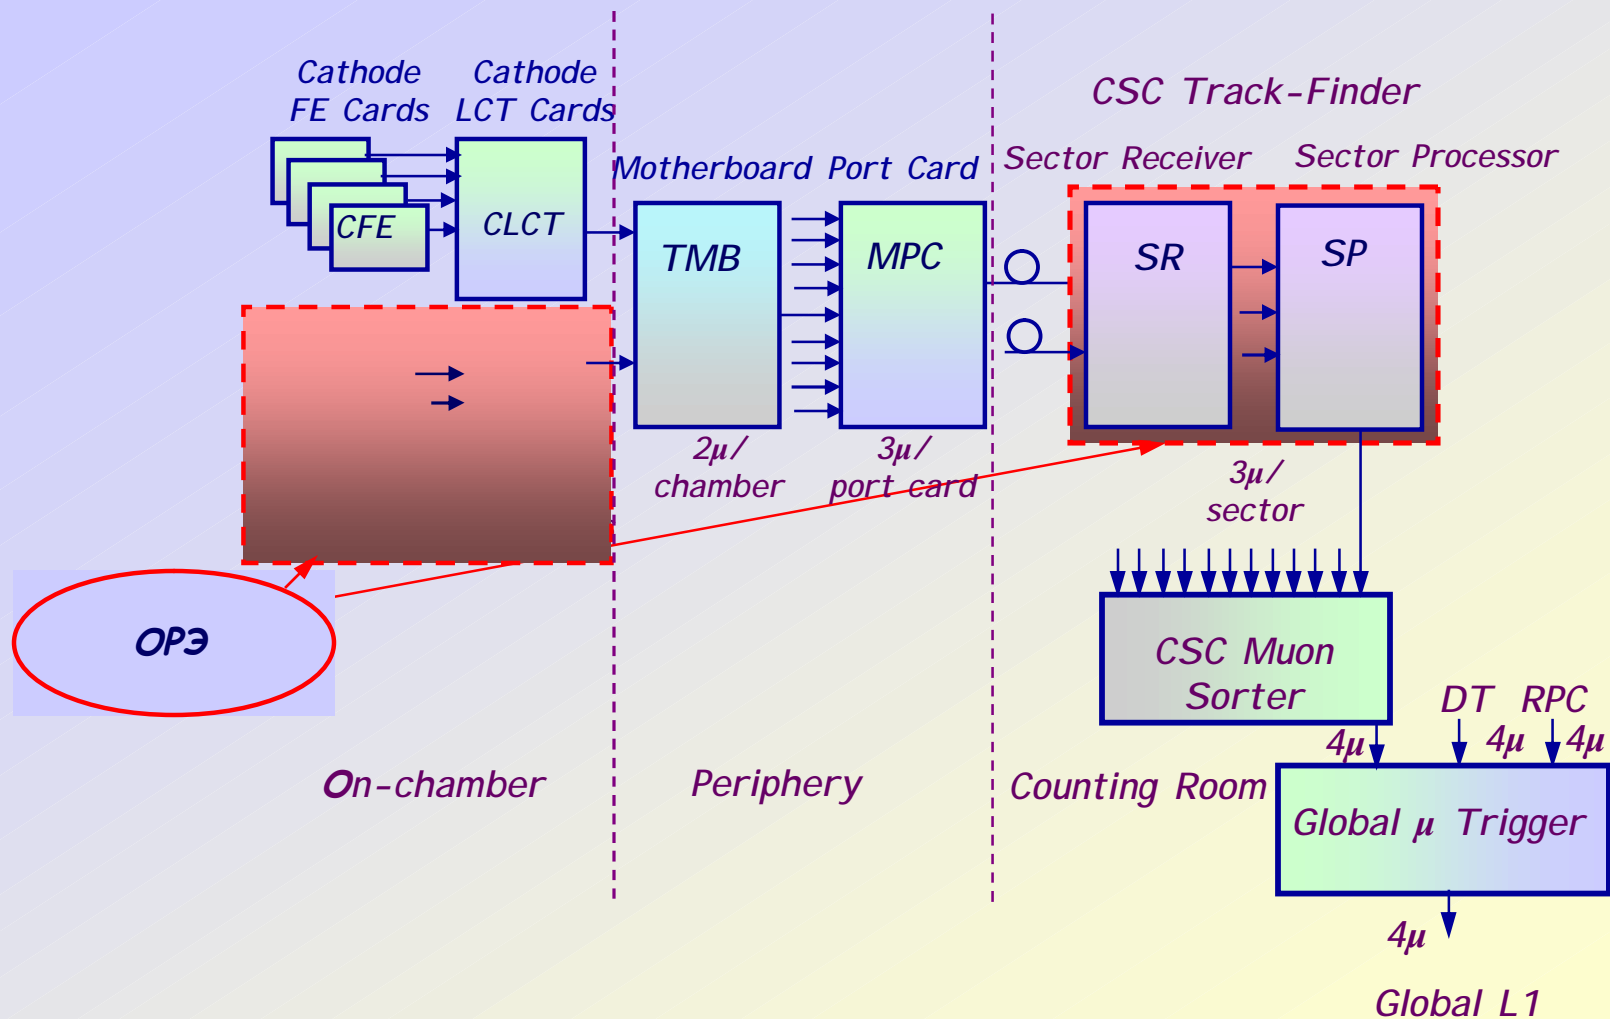 Cathode
FE Cards
Cathode
LCT Cards
CSC Track-Finder
Motherboard
Port Card
Sector Receiver
Sector Processor
CFE
CLCT
TMB
MPC
SR
SP
2μ/
chamber
3μ/
port card
3μ/
sector
ОРЭ
CSC Muon
Sorter
DT
RPC
4μ
4μ
4μ
On-chamber
Periphery
Counting Room
Global μ Trigger
4μ
Global L1